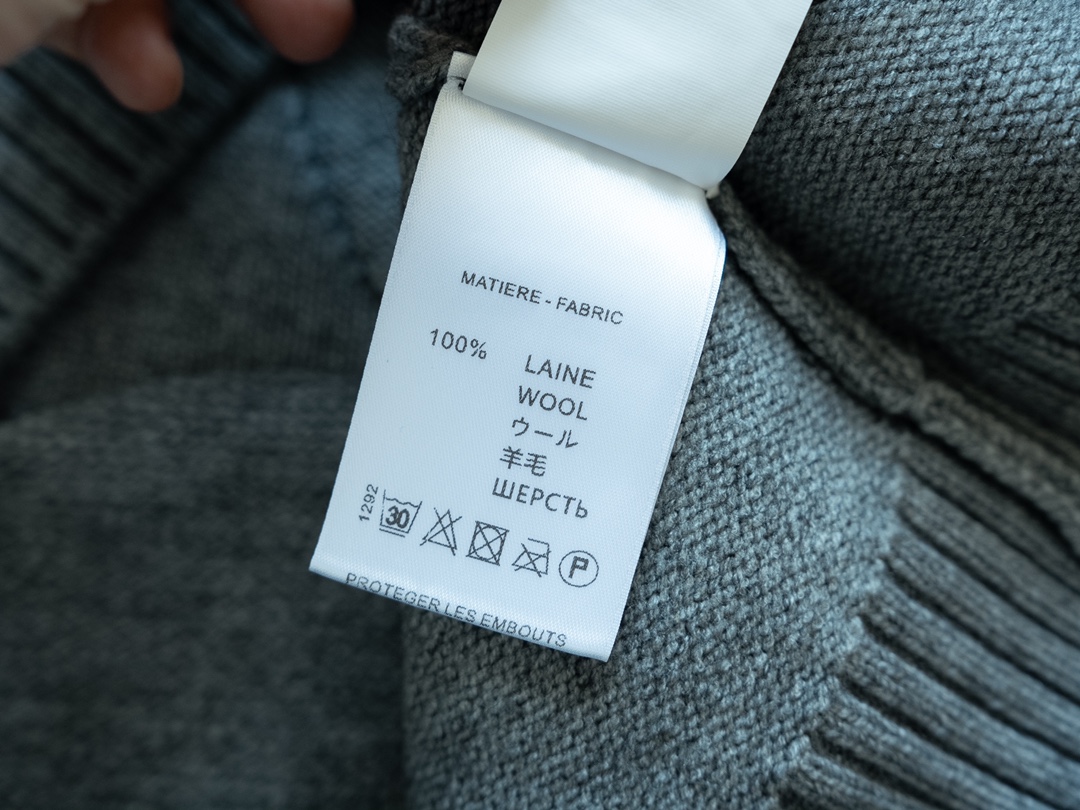 MATIERE - FABRIC
100% LAINE
WOOL
ウール
羊毛
ШЕРСТЬ
1292
30
P
PROTEGER LES EMBOUTS